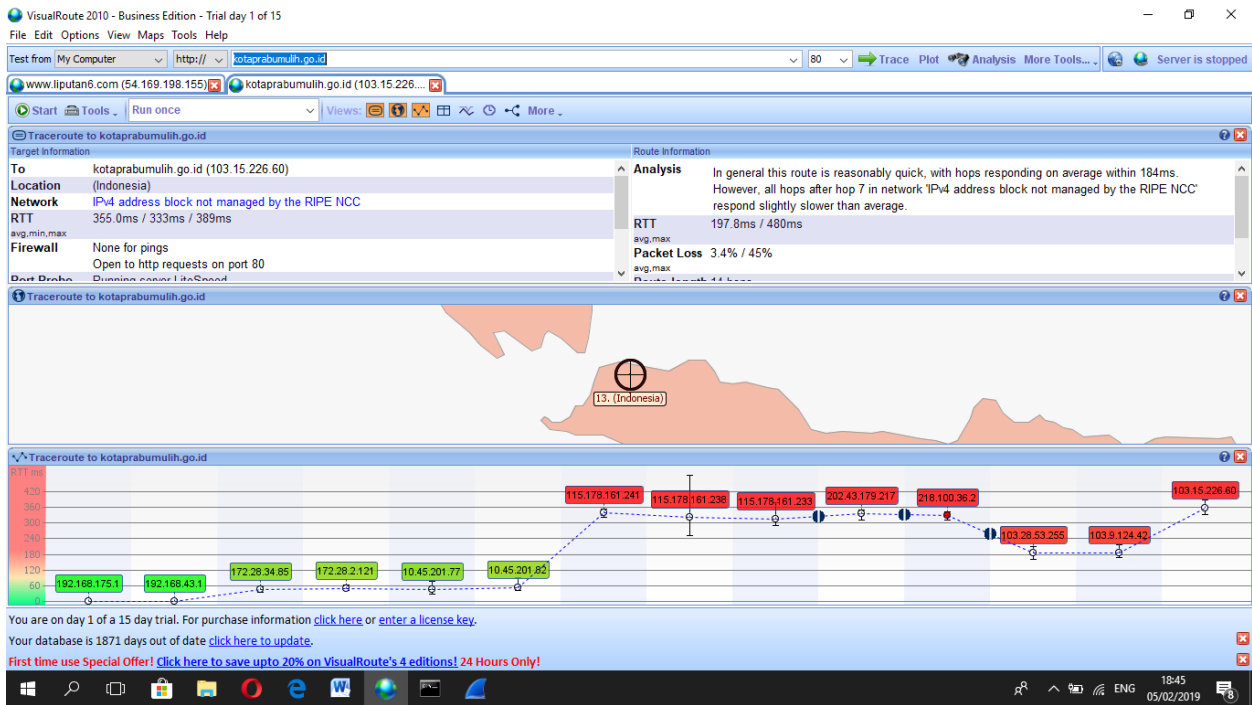 VisualRoute 2010 - Business Edition - Trial day 1 of 15
File Edit Options View Maps Tools Help
Test from My Computer http:// kotaprabumulih.go.id 80 Trace Plot Analysis More Tools... Server is stopped
www.liputan6.com (54.169.198.155) kotaprabumulih.go.id (103.15.226....
Start Tools Run once Views: More
Traceroute to kotaprabumulih.go.id
Target Information Route Information
To kotaprabumulih.go.id (103.15.226.60)
Location (Indonesia)
Network IPv4 address block not managed by the RIPE NCC
RTT 355.0ms / 333ms / 389ms
avg,min,max
Firewall None for pings
Open to http requests on port 80
Port Probe Running server LiteSpeed
Analysis In general this route is reasonably quick, with hops responding on average within 184ms.
However, all hops after hop 7 in network 'IPv4 address block not managed by the RIPE NCC'
respond slightly slower than average.
RTT 197.8ms / 480ms
avg,max
Packet Loss 3.4% / 45%
avg,max
Route length 14 hops
Traceroute to kotaprabumulih.go.id
13. (Indonesia)
Traceroute to kotaprabumulih.go.id
RTT ms
420
360
300
240
180
120
60
0
192.168.175.1
192.168.43.1
172.28.34.85
172.28.2.121
10.45.201.77
10.45.201.82
115.178.161.241
115.178.161.238
115.178.161.233
202.43.179.217
218.100.36.2
103.28.53.255
103.9.124.42
103.15.226.60
You are on day 1 of a 15 day trial. For purchase information click here or enter a license key.
Your database is 1871 days out of date click here to update.
First time use Special Offer! Click here to save upto 20% on VisualRoute's 4 editions! 24 Hours Only!
ENG
18:45
05/02/2019
8